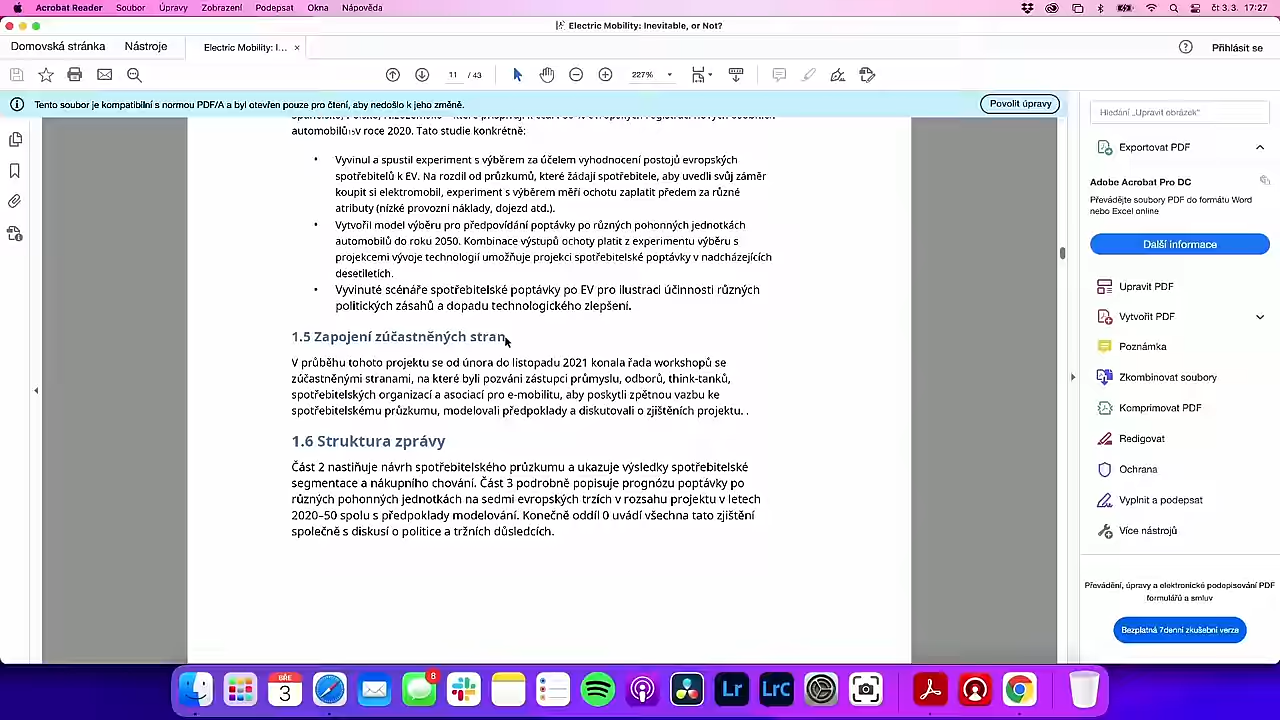 Acrobat Reader Soubor Úpravy Zobrazení Podepsat Okna Nápověda čt 3. 3. 17:27
Electric Mobility: Inevitable, or Not?
Domovská stránka Nástroje Electric Mobility: I... × Přihlásit se
11 / 43 227%
Tento soubor je kompatibilní s normou PDF/A a byl otevřen pouze pro čtení, aby nedošlo k jeho změně. Povolit úpravy
automobilů v roce 2020. Tato studie konkrétně:
• Vyvinul a spustil experiment s výběrem za účelem vyhodnocení postojů evropských
spotřebitelů k EV. Na rozdíl od průzkumů, které žádají spotřebitele, aby uvedli svůj záměr
koupit si elektromobil, experiment s výběrem měří ochotu zaplatit předem za různé
atributy (nízké provozní náklady, dojezd atd.).
• Vytvořil model výběru pro předpovídání poptávky po různých pohonných jednotkách
automobilů do roku 2050. Kombinace výstupů ochoty platit z experimentu výběru s
projekcemi vývoje technologií umožňuje projekci spotřebitelské poptávky v nadcházejících
desetiletích.
• Vyvinuté scénáře spotřebitelské poptávky po EV pro ilustraci účinnosti různých
politických zásahů a dopadu technologického zlepšení.
1.5 Zapojení zúčastněných stran
V průběhu tohoto projektu se od února do listopadu 2021 konala řada workshopů se
zúčastněnými stranami, na které byli pozváni zástupci průmyslu, odborů, think-tanků,
spotřebitelských organizací a asociací pro e-mobilitu, aby poskytli zpětnou vazbu ke
spotřebitelskému průzkumu, modelovali předpoklady a diskutovali o zjištěních projektu. .
1.6 Struktura zprávy
Část 2 nastiňuje návrh spotřebitelského průzkumu a ukazuje výsledky spotřebitelské
segmentace a nákupního chování. Část 3 podrobně popisuje prognózu poptávky po
různých pohonných jednotkách na sedmi evropských trzích v rozsahu projektu v letech
2020–50 spolu s předpoklady modelování. Konečně oddíl 0 uvádí všechna tato zjištění
společně s diskusí o politice a tržních důsledcích.
Hledání „Upravit obrázek"
Exportovat PDF
Adobe Acrobat Pro DC
Převádějte soubory PDF do formátu Word
nebo Excel online
Další informace
Upravit PDF
Vytvořit PDF
Poznámka
Zkombinovat soubory
Komprimovat PDF
Redigovat
Ochrana
Vyplnit a podepsat
Více nástrojů
Převádění, úpravy a elektronické podepisování PDF
formulářů a smluv
Bezplatná 7denní zkušební verze
BŘE
3
6
Lr
LrC